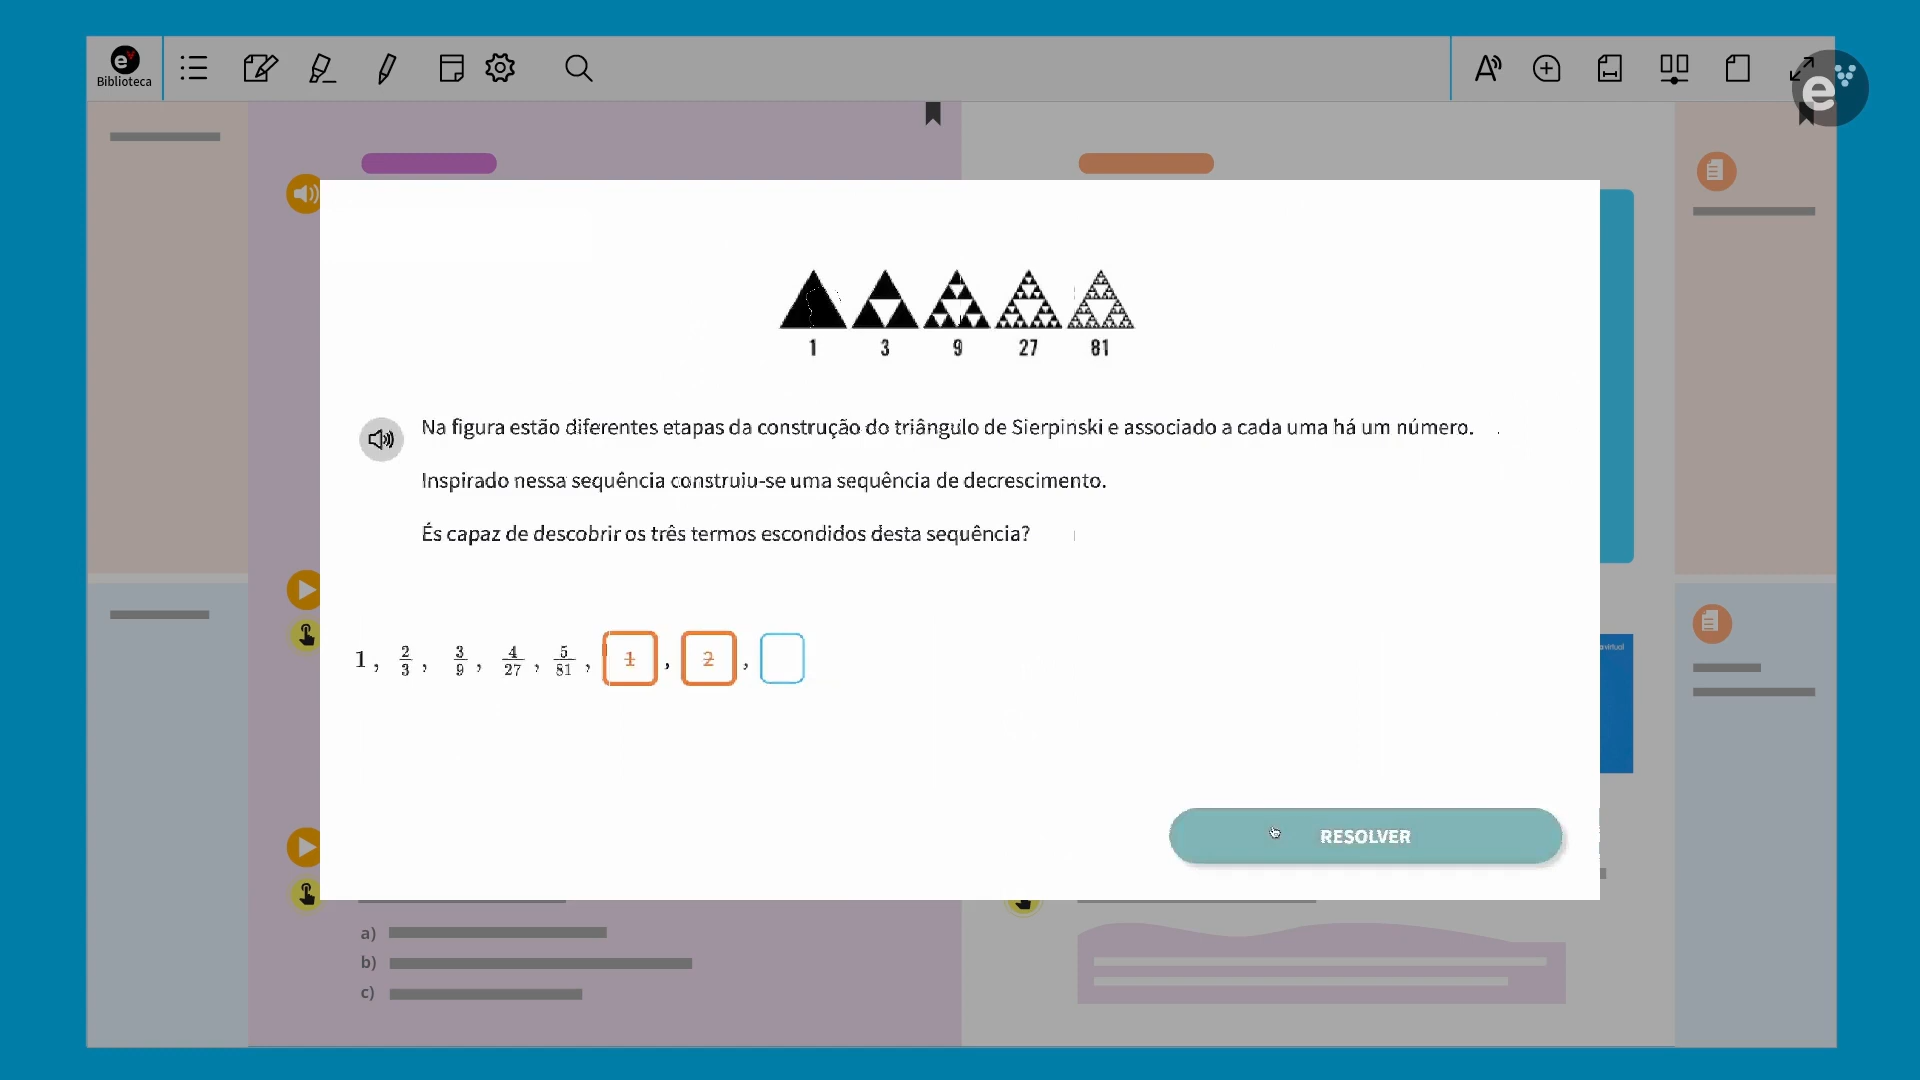 Biblioteca
1 3 9 27 81
Na figura estão diferentes etapas da construção do triângulo de Sierpinski e associado a cada uma há um número.
Inspirado nessa sequência construiu-se uma sequência de decrescimento.
És capaz de descobrir os três termos escondidos desta sequência?
1 , 2/3 , 3/9 , 4/27 , 5/81 , 1 , 2 ,
RESOLVER
a)
b)
c)